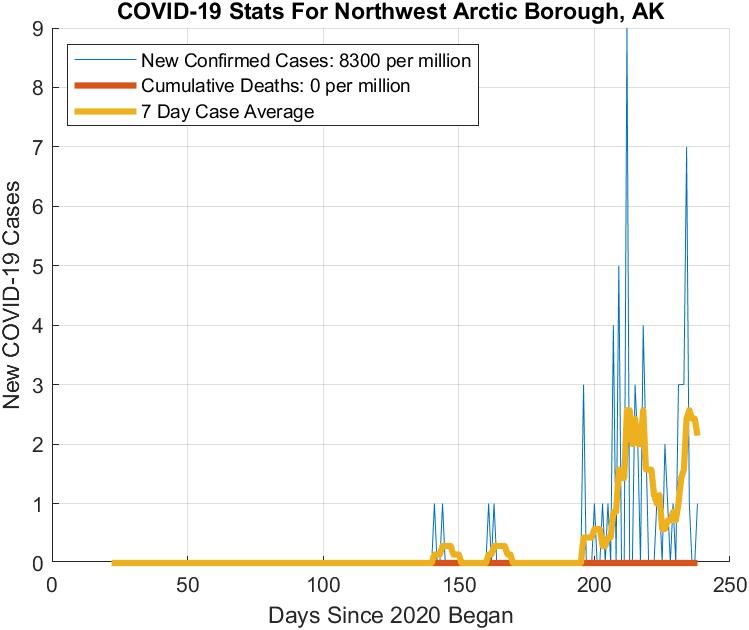 COVID-19 Stats For Northwest Arctic Borough, AK
New Confirmed Cases: 8300 per million
Cumulative Deaths: 0 per million
7 Day Case Average
New COVID-19 Cases
9
8
7
6
5
4
3
2
1
0
0 50 100 150 200 250
Days Since 2020 Began